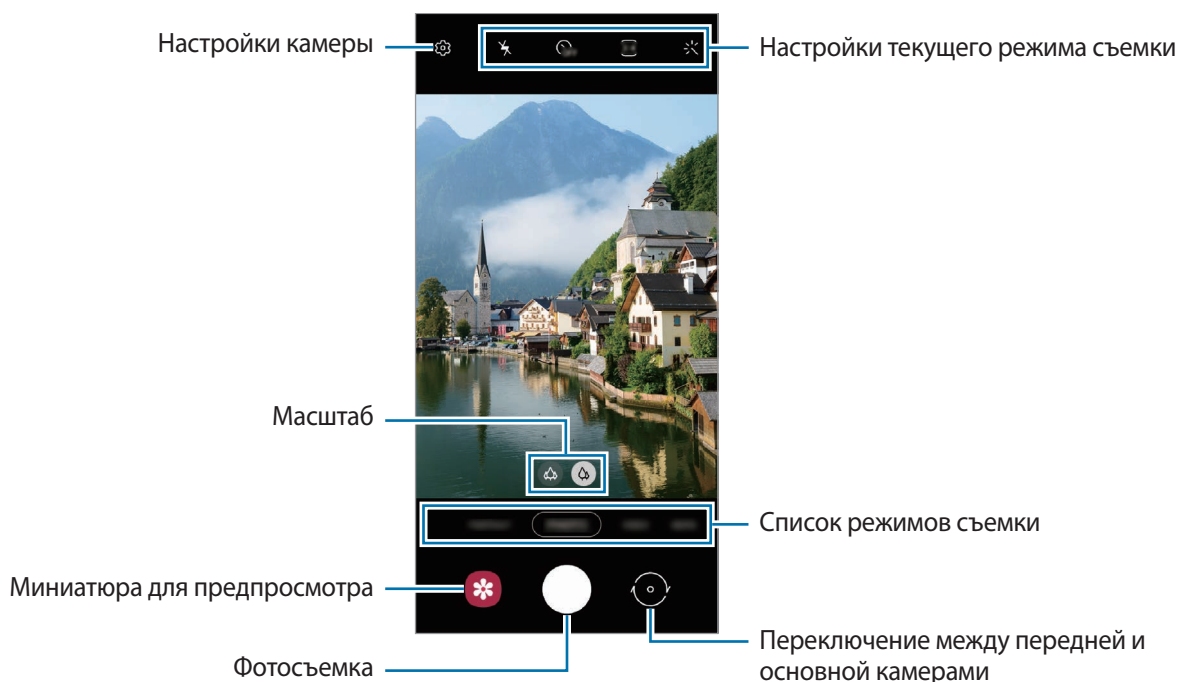 Настройки камеры
Настройки текущего режима съемки
Масштаб
Список режимов съемки
Миниатюра для предпросмотра
Фотосъемка
Переключение между передней и
основной камерами